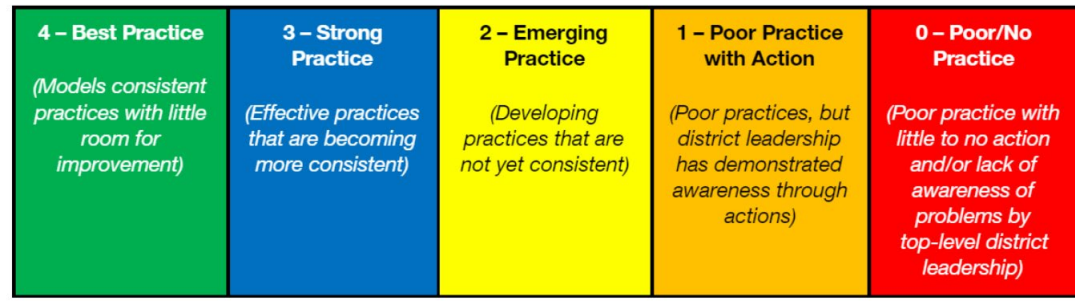 4 – Best Practice
(Models consistent
practices with little
room for
improvement)
3 – Strong
Practice
(Effective practices
that are becoming
more consistent)
2 – Emerging
Practice
(Developing
practices that are
not yet consistent)
1 – Poor Practice
with Action
(Poor practices, but
district leadership
has demonstrated
awareness through
actions)
0 – Poor/No
Practice
(Poor practice with
little to no action
and/or lack of
awareness of
problems by
top-level district
leadership)